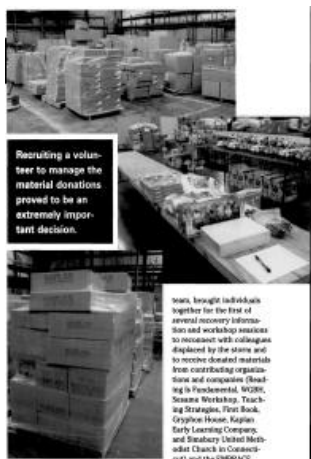 Recruiting a volun-
teer to manage the
material donations
proved to be an
extremely impor-
tant decision.
team, brought individuals
together for the first of
several recovery informa-
tion and workshop sessions
to reconnect with colleagues
displaced by the storm and
to receive donated materials
from contributing organiza-
tions and companies (Read-
ing Is Fundamental, WGBH,
Sesame Workshop, Teach-
ing Strategies, First Book,
Gryphon House, Kaplan
Early Learning Company,
and Simsbury United Meth-
odist Church in Connecti-
cut) and the EMBRACE